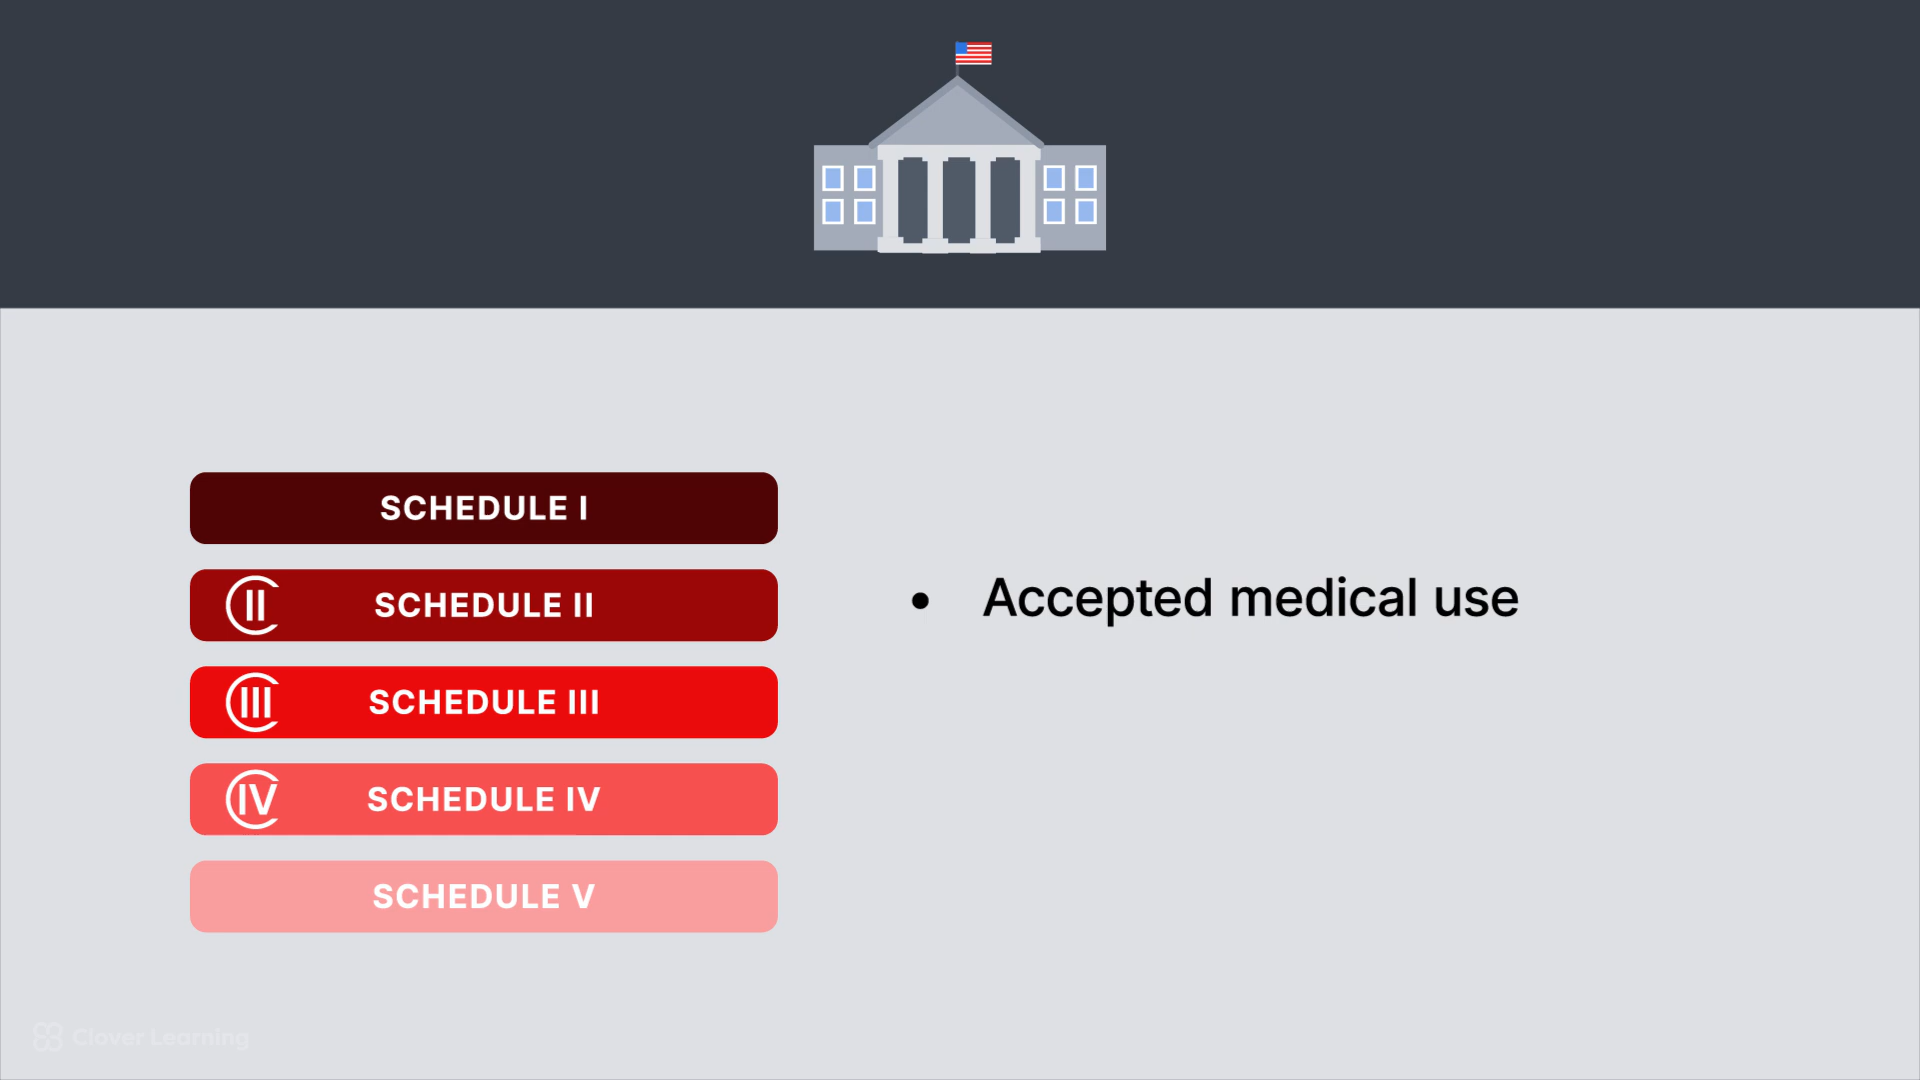 SCHEDULE I
II SCHEDULE II
• Accepted medical use
III SCHEDULE III
IV SCHEDULE IV
SCHEDULE V
Clover Learning